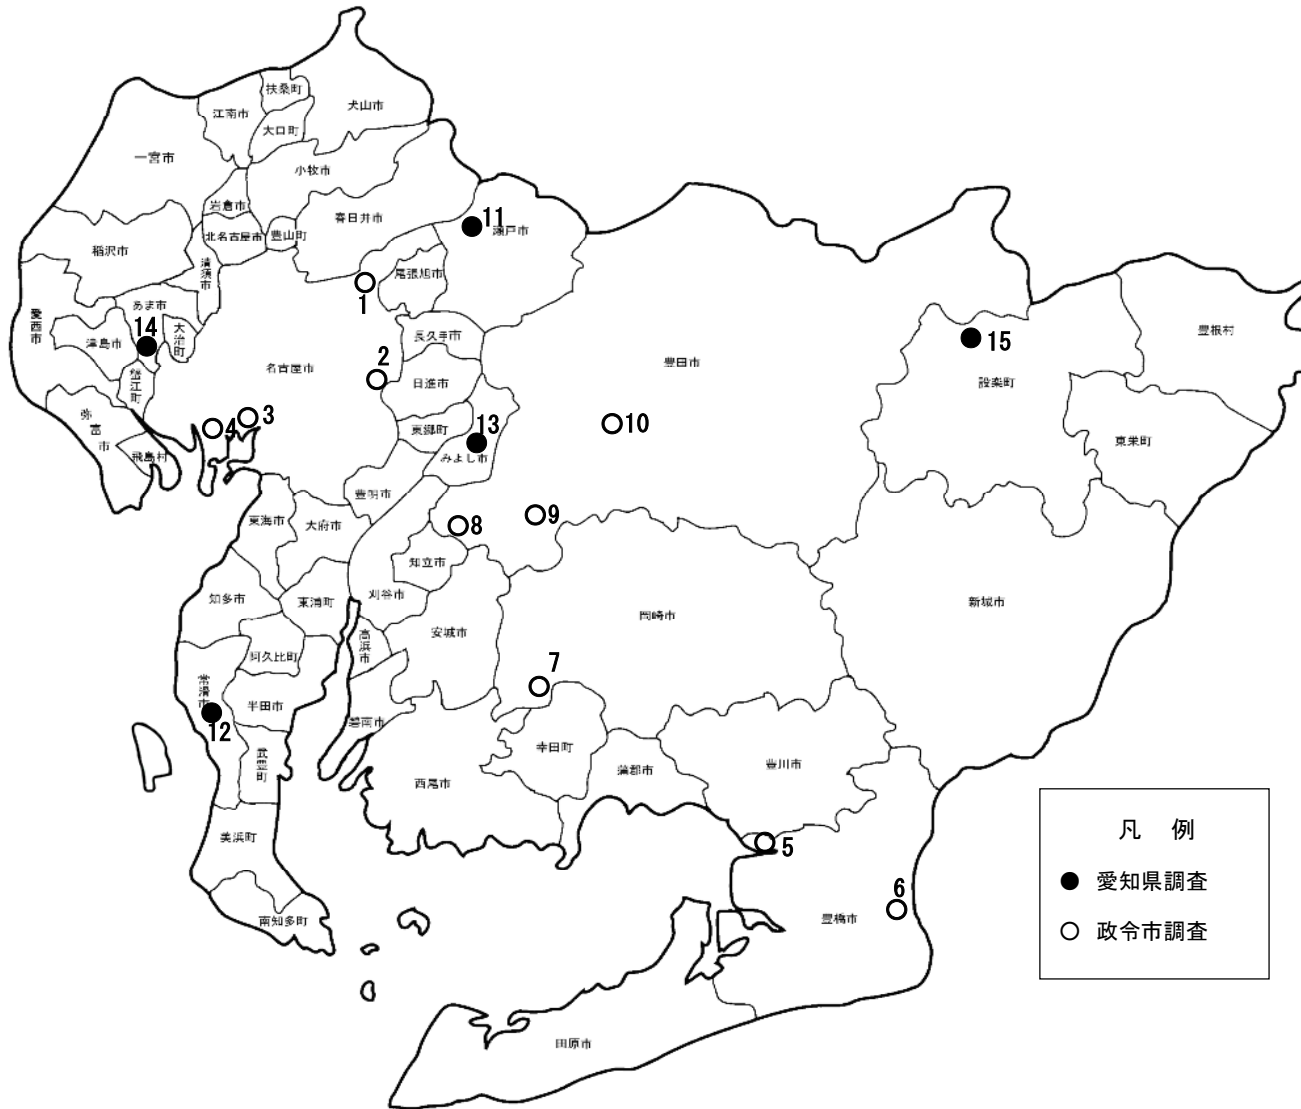 扶桑町
犬山市
江南市
大口町
一宮市
小牧市
岩倉市
春日井市
11
瀬戸市
北名古屋市
豊山町
稲沢市
清須市
尾張旭市
1
あま市
愛西市
津島市
14
大治町
長久手市
豊根村
名古屋市
2
日進市
豊田市
15
設楽町
蟹江町
弥富市
4
3
東郷町
13
みよし市
10
東栄町
飛島村
豊明市
東海市
大府市
8
9
知立市
知多市
東浦町
刈谷市
新城市
岡崎市
安城市
高浜市
阿久比町
7
常滑市
半田市
12
碧南市
武豊町
幸田町
西尾市
蒲郡市
豊川市
美浜町
5
6
南知多町
豊橋市
田原市
凡 例
● 愛知県調査
○ 政令市調査